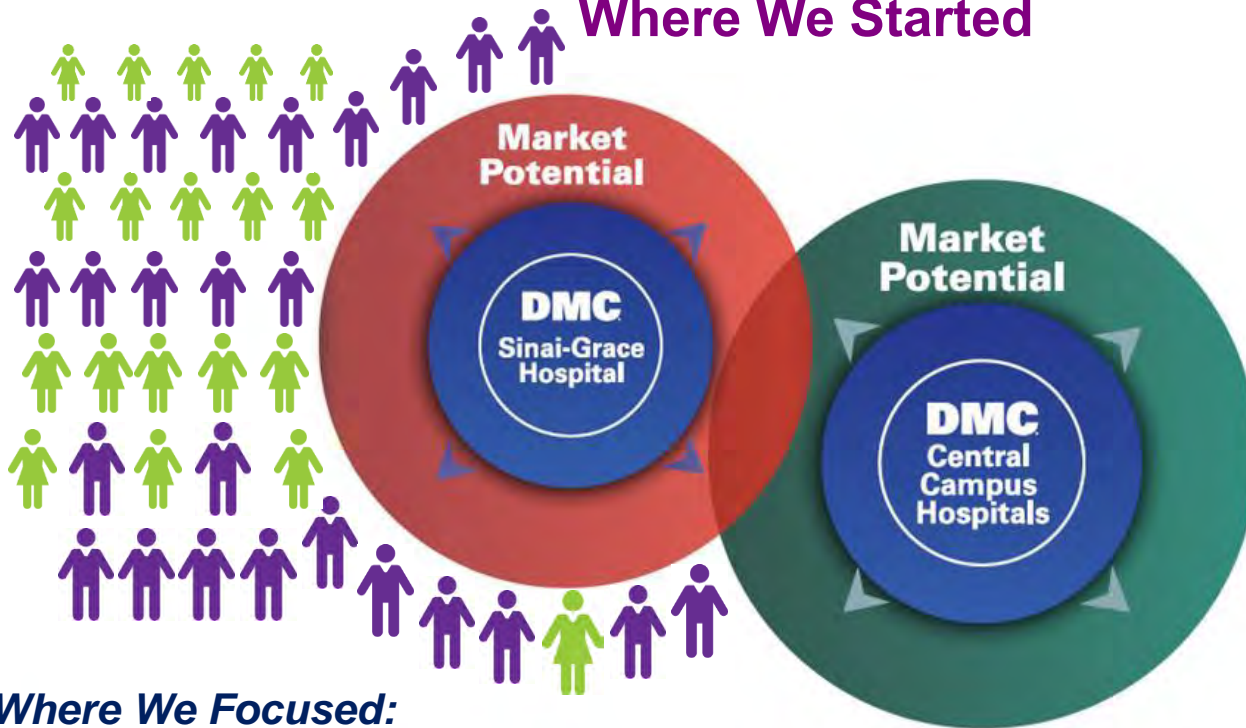 Where We Started
Market
Potential
DMC
Sinai-Grace
Hospital
Market
Potential
DMC
Central
Campus
Hospitals
Where We Focused: